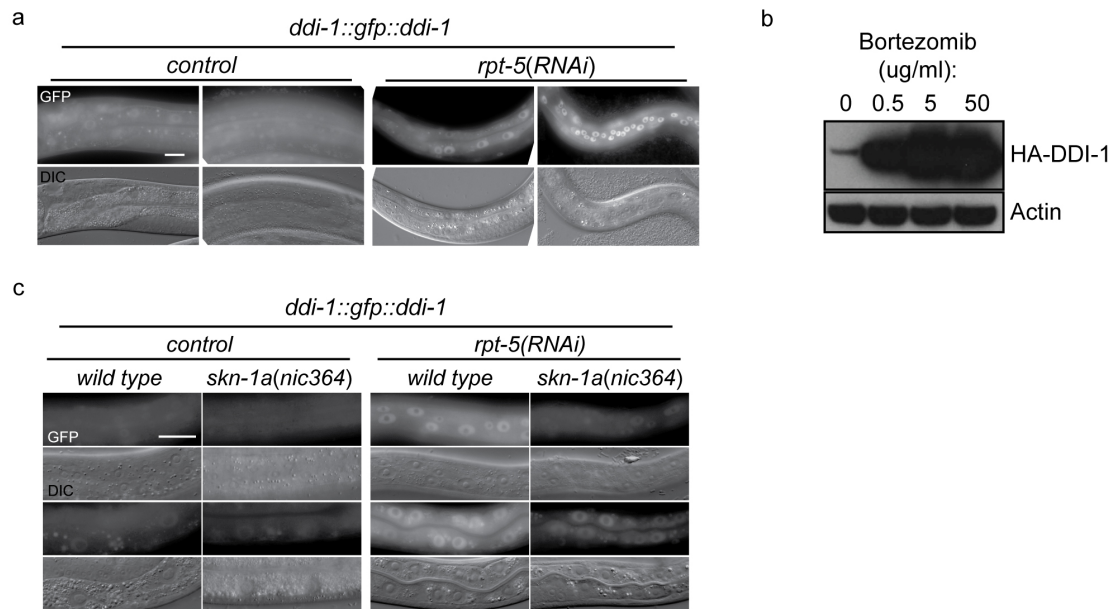 a
ddi-1::gfp::ddi-1
control rpt-5(RNAi)
GFP
DIC
b
Bortezomib
(ug/ml):
0 0.5 5 50
HA-DDI-1
Actin
c
ddi-1::gfp::ddi-1
control rpt-5(RNAi)
wild type skn-1a(nic364) wild type skn-1a(nic364)
GFP
DIC